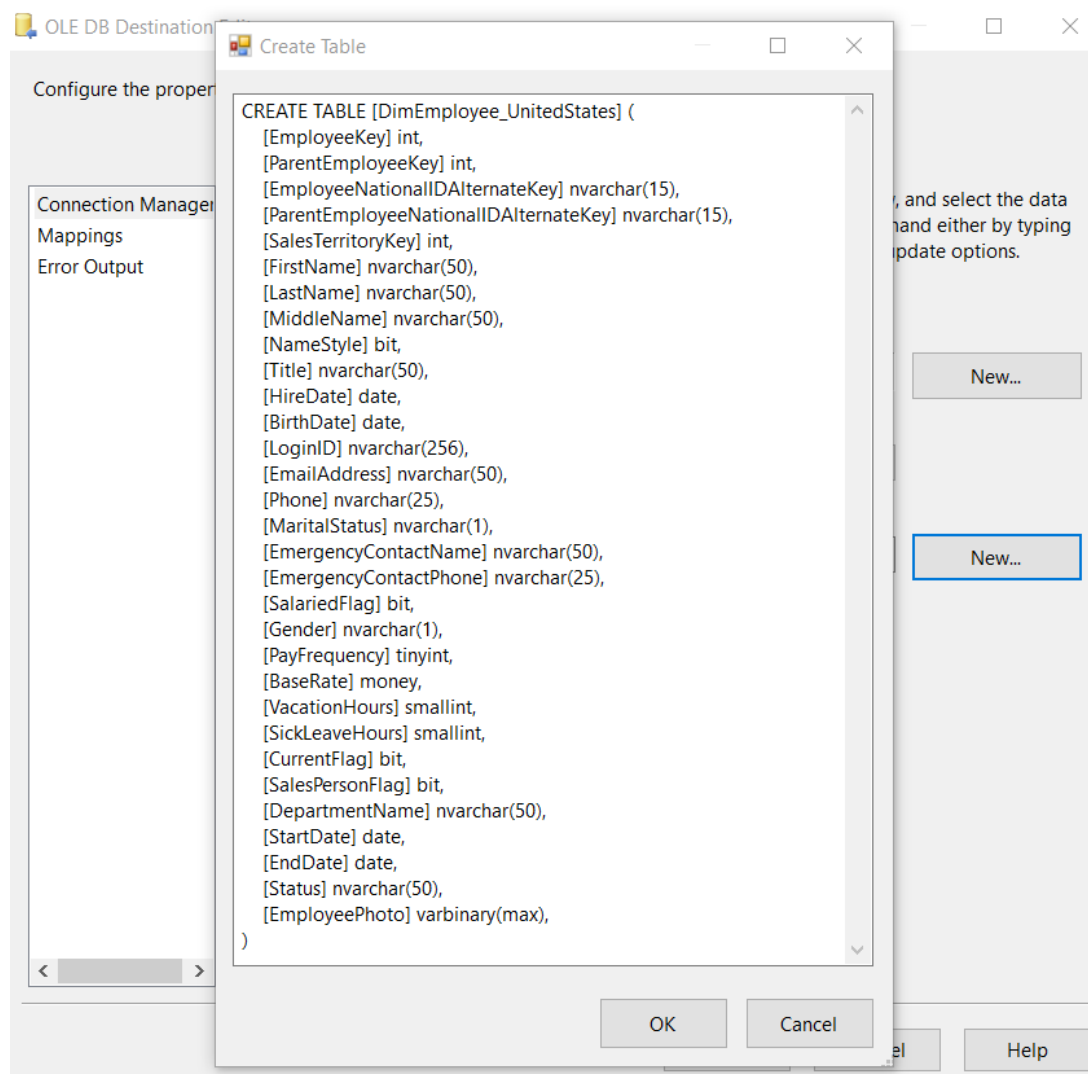 OLE DB Destination
Create Table
Configure the proper
CREATE TABLE [DimEmployee_UnitedStates] (
[EmployeeKey] int,
[ParentEmployeeKey] int,
[EmployeeNationalIDAlternateKey] nvarchar(15),
[ParentEmployeeNationalIDAlternateKey] nvarchar(15),
[SalesTerritoryKey] int,
[FirstName] nvarchar(50),
[LastName] nvarchar(50),
[MiddleName] nvarchar(50),
[NameStyle] bit,
[Title] nvarchar(50),
[HireDate] date,
[BirthDate] date,
[LoginID] nvarchar(256),
[EmailAddress] nvarchar(50),
[Phone] nvarchar(25),
[MaritalStatus] nvarchar(1),
[EmergencyContactName] nvarchar(50),
[EmergencyContactPhone] nvarchar(25),
[SalariedFlag] bit,
[Gender] nvarchar(1),
[PayFrequency] tinyint,
[BaseRate] money,
[VacationHours] smallint,
[SickLeaveHours] smallint,
[CurrentFlag] bit,
[SalesPersonFlag] bit,
[DepartmentName] nvarchar(50),
[StartDate] date,
[EndDate] date,
[Status] nvarchar(50),
[EmployeePhoto] varbinary(max),
)
Connection Manager
Mappings
Error Output
, and select the data
and either by typing
update options.
New...
New...
OK
Cancel
el
Help